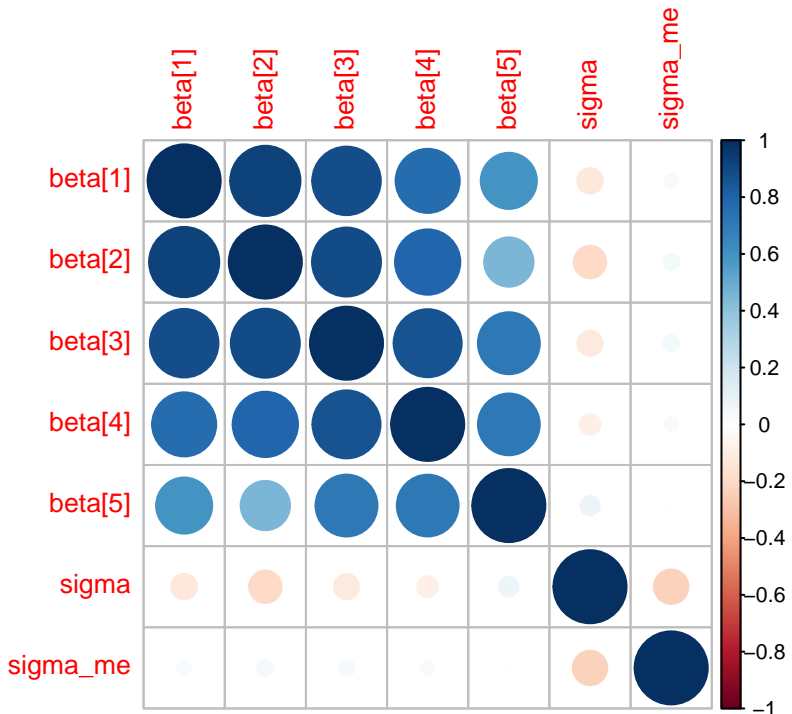 beta[1]
beta[2]
beta[3]
beta[4]
beta[5]
sigma
sigma_me
beta[1]
beta[2]
beta[3]
beta[4]
beta[5]
sigma
sigma_me
1
0.8
0.6
0.4
0.2
0
−0.2
−0.4
−0.6
−0.8
−1